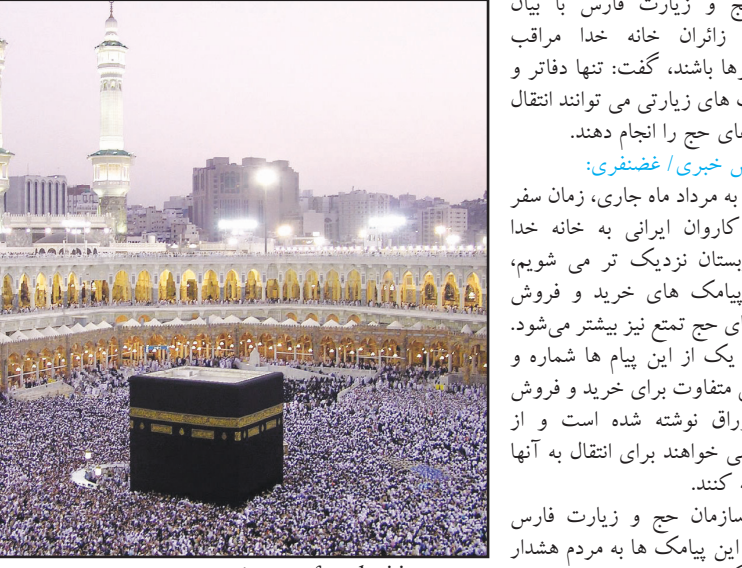 حج و زیارت فارس با بیان
زائران خانه خدا مراقب
باشند، گفت: تنها دفاتر و
های زیارتی می توانند انتقال
های حج را انجام دهند.
خبری/ غضنفری:
به مرداد ماه جاری، زمان سفر
کاروان ایرانی به خانه خدا
نزدیک تر می شویم،
پیامک های خرید و فروش
حج تمتع نیز بیشتر می‌شود.
یک از این پیام ها شماره و
متفاوت برای خرید و فروش
نوشته شده است و از
خواهند برای انتقال به آنها
کنند.
سازمان حج و زیارت فارس
این پیامک ها به مردم هشدار